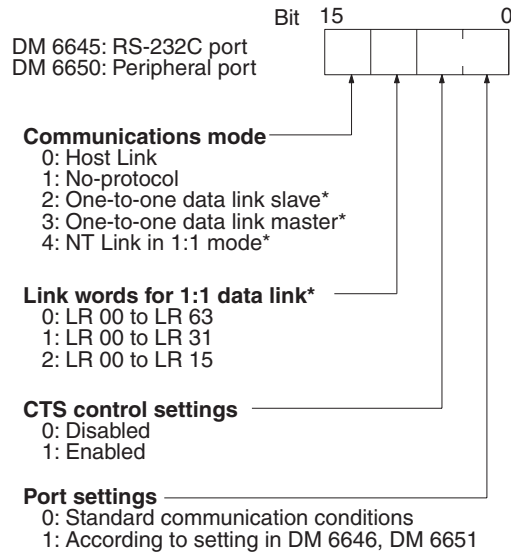 Bit 15 0
DM 6645: RS-232C port
DM 6650: Peripheral port
Communications mode
0: Host Link
1: No-protocol
2: One-to-one data link slave*
3: One-to-one data link master*
4: NT Link in 1:1 mode*
Link words for 1:1 data link*
0: LR 00 to LR 63
1: LR 00 to LR 31
2: LR 00 to LR 15
CTS control settings
0: Disabled
1: Enabled
Port settings
0: Standard communication conditions
1: According to setting in DM 6646, DM 6651